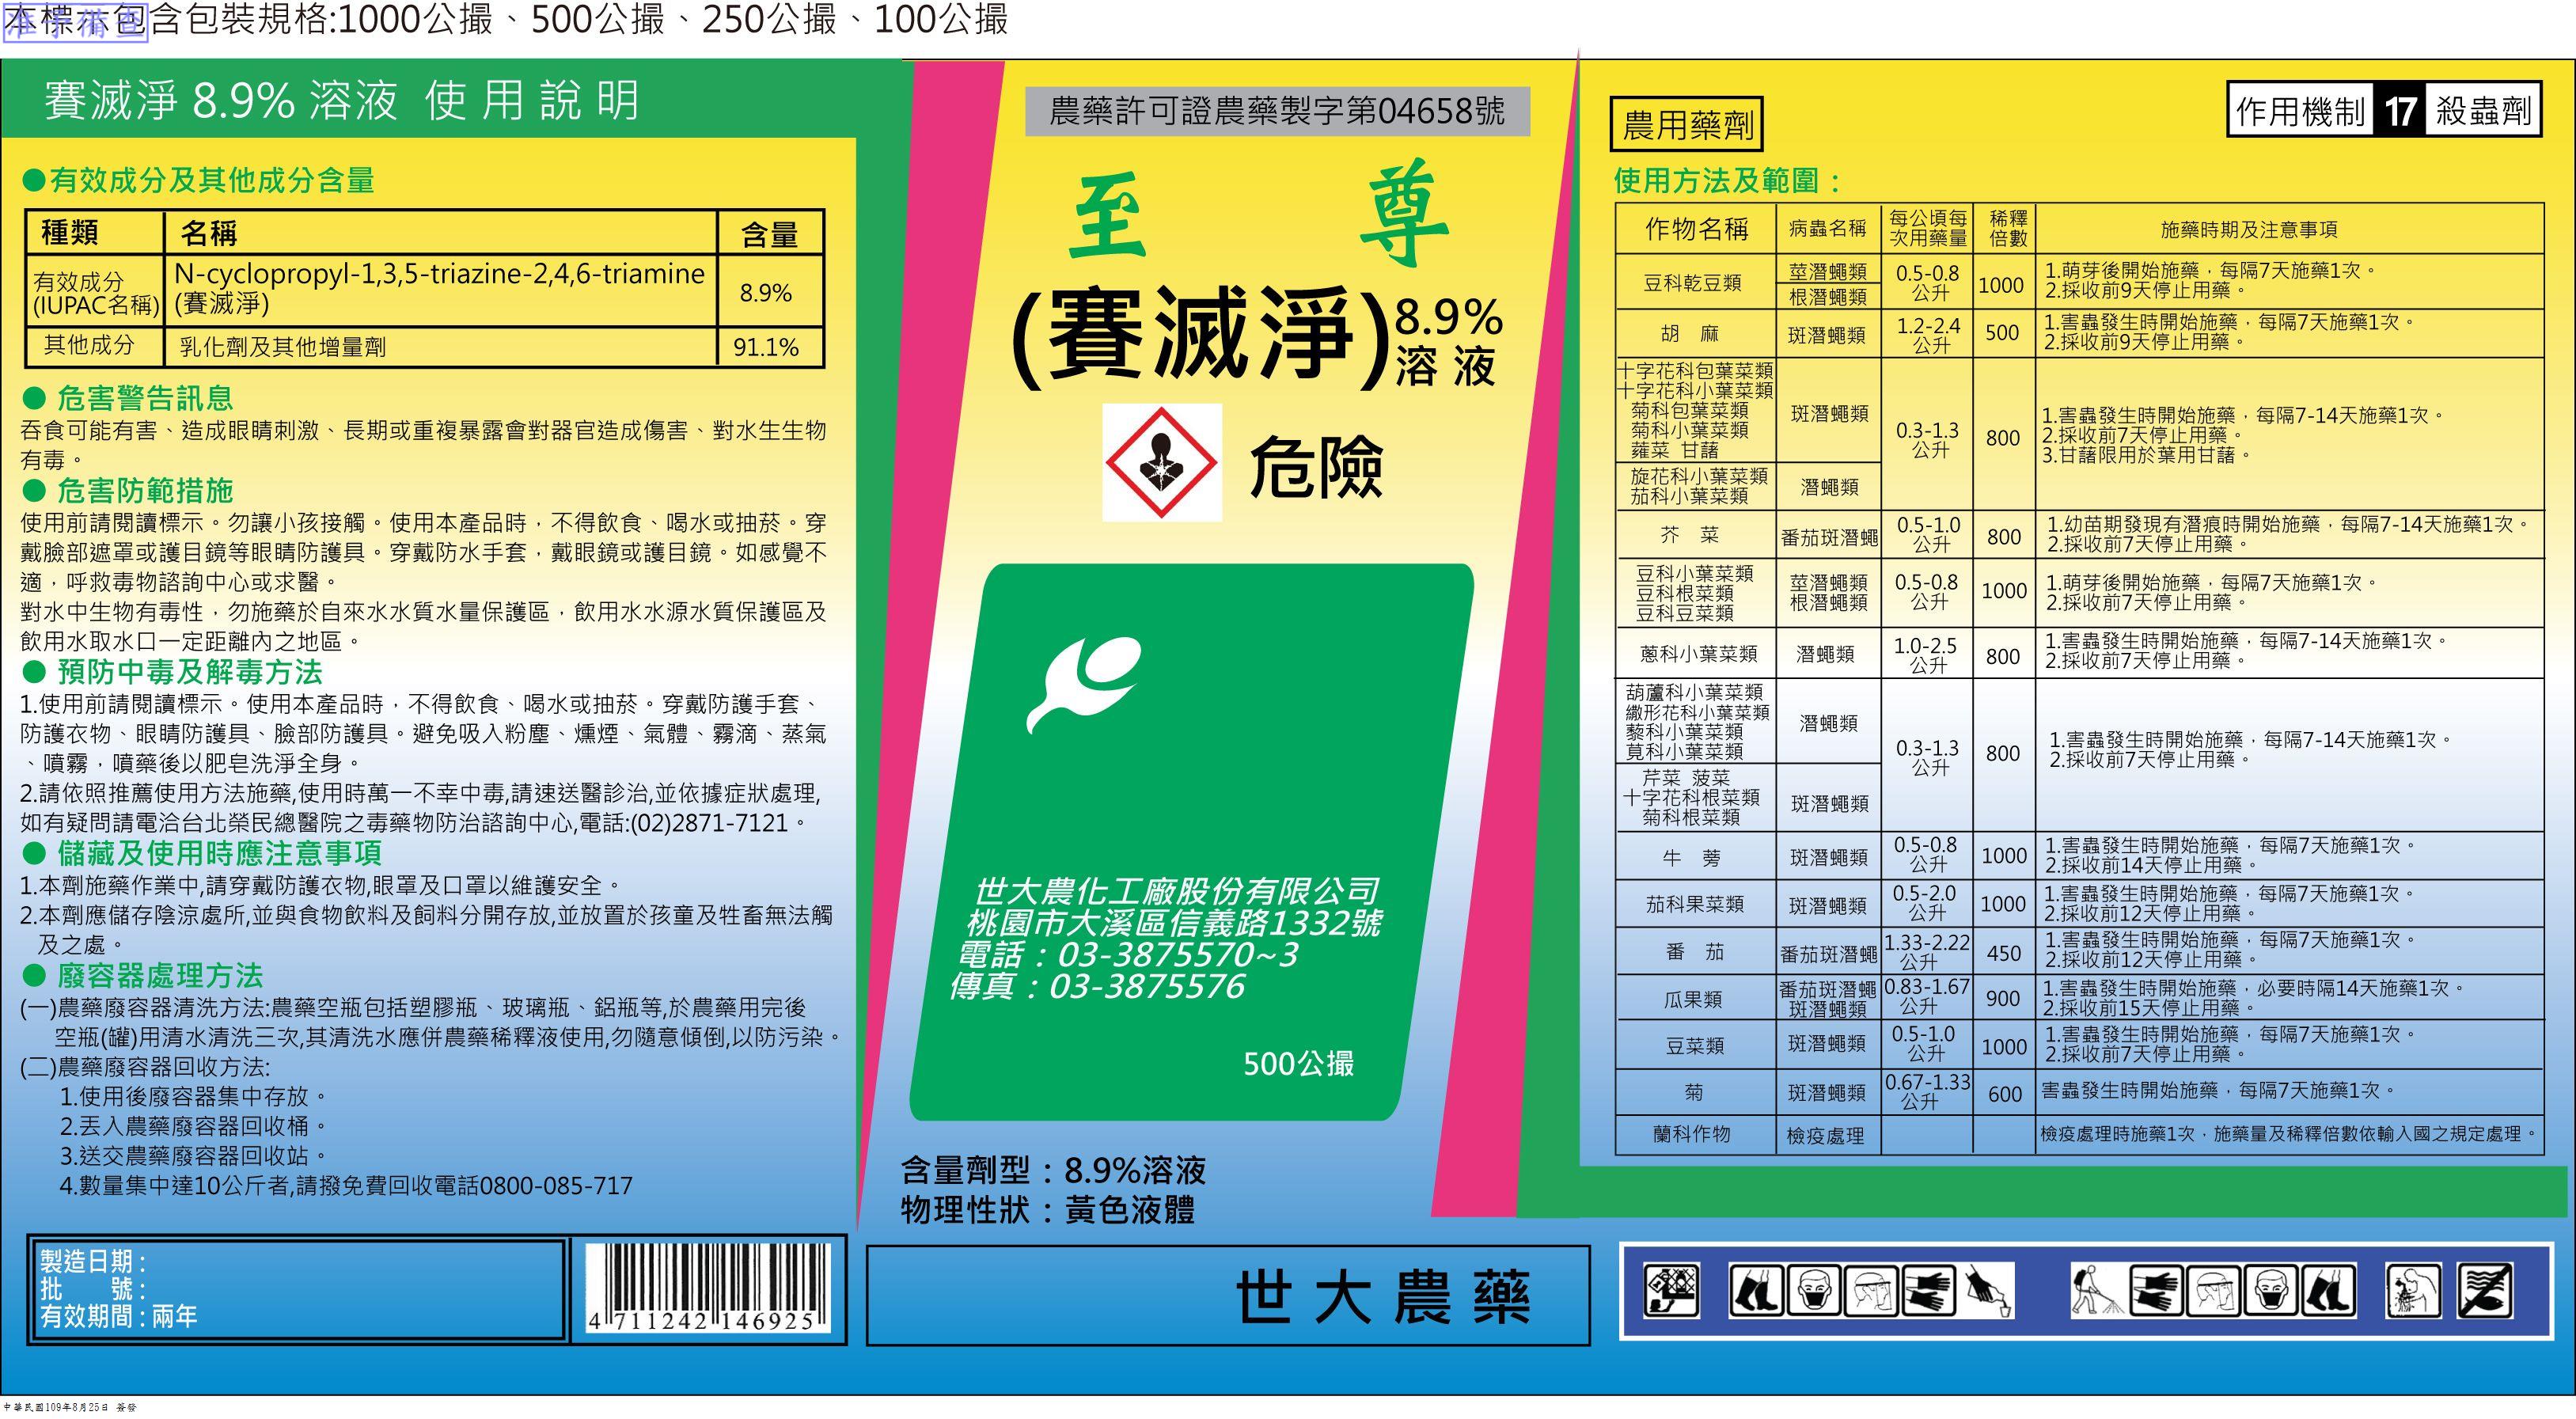 本標示包含包裝規格:1000公撮、500公撮、250公撮、100公撮
准予備查
賽滅淨 8.9% 溶液 使用說明
●有效成分及其他成分含量
種類 名稱 含量
有效成分(IUPAC名稱) N-cyclopropyl-1,3,5-triazine-2,4,6-triamine (賽滅淨) 8.9%
其他成分 乳化劑及其他增量劑 91.1%
● 危害警告訊息
吞食可能有害、造成眼睛刺激、長期或重複暴露會對器官造成傷害、對水生生物
有毒。
● 危害防範措施
使用前請閱讀標示。勿讓小孩接觸。使用本產品時，不得飲食、喝水或抽菸。穿
戴臉部遮罩或護目鏡等眼睛防護具。穿戴防水手套，戴眼鏡或護目鏡。如感覺不
適，呼救毒物諮詢中心或求醫。
對水中生物有毒性，勿施藥於自來水水質水量保護區，飲用水水源水質保護區及
飲用水取水口一定距離內之地區。
● 預防中毒及解毒方法
1.使用前請閱讀標示。使用本產品時，不得飲食、喝水或抽菸。穿戴防護手套、
防護衣物、眼睛防護具、臉部防護具。避免吸入粉塵、燻煙、氣體、霧滴、蒸氣
、噴霧，噴藥後以肥皂洗淨全身。
2.請依照推薦使用方法施藥,使用時萬一不幸中毒,請速送醫診治,並依據症狀處理,
如有疑問請電洽台北榮民總醫院之毒藥物防治諮詢中心,電話:(02)2871-7121。
● 儲藏及使用時應注意事項
1.本劑施藥作業中,請穿戴防護衣物,眼罩及口罩以維護安全。
2.本劑應儲存陰涼處所,並與食物飲料及飼料分開存放,並放置於孩童及牲畜無法觸
及之處。
● 廢容器處理方法
(一)農藥廢容器清洗方法:農藥空瓶包括塑膠瓶、玻璃瓶、鋁瓶等,於農藥用完後
空瓶(罐)用清水清洗三次,其清洗水應併農藥稀釋液使用,勿隨意傾倒,以防污染。
(二)農藥廢容器回收方法:
1.使用後廢容器集中存放。
2.丟入農藥廢容器回收桶。
3.送交農藥廢容器回收站。
4.數量集中達10公斤者,請撥免費回收電話0800-085-717
製造日期：
批　　號：
有效期間：兩年
4 711242 146925
農藥許可證農藥製字第04658號
至尊
(賽滅淨)8.9%
溶液
危險
世大農化工廠股份有限公司
桃園市大溪區信義路1332號
電話：03-3875570~3
傳真：03-3875576
500公撮
含量劑型：8.9%溶液
物理性狀：黃色液體
世大農藥
農用藥劑
作用機制 17 殺蟲劑
使用方法及範圍：
作物名稱 病蟲名稱 每公頃每次用藥量 稀釋倍數 施藥時期及注意事項
豆科乾豆類 莖潛蠅類 根潛蠅類 0.5-0.8公升 1000 1.萌芽後開始施藥，每隔7天施藥1次。
2.採收前9天停止用藥。
胡 麻 斑潛蠅類 1.2-2.4公升 500 1.害蟲發生時開始施藥，每隔7天施藥1次。
2.採收前9天停止用藥。
十字花科包葉菜類
十字花科小葉菜類
菊科包葉菜類
菊科小葉菜類
蕹菜 甘藷
斑潛蠅類
旋花科小葉菜類
茄科小葉菜類
潛蠅類
0.3-1.3公升 800 1.害蟲發生時開始施藥，每隔7-14天施藥1次。
2.採收前7天停止用藥。
3.甘藷限用於葉用甘藷。
芥 菜 番茄斑潛蠅 0.5-1.0公升 800 1.幼苗期發現有潛痕時開始施藥，每隔7-14天施藥1次。
2.採收前7天停止用藥。
豆科小葉菜類
豆科根菜類
豆科豆菜類
莖潛蠅類
根潛蠅類
0.5-0.8公升 1000 1.萌芽後開始施藥，每隔7天施藥1次。
2.採收前7天停止用藥。
蔥科小葉菜類 潛蠅類 1.0-2.5公升 800 1.害蟲發生時開始施藥，每隔7-14天施藥1次。
2.採收前7天停止用藥。
葫蘆科小葉菜類
繖形花科小葉菜類
藜科小葉菜類
莧科小葉菜類
潛蠅類
芹菜 菠菜
十字花科根菜類
菊科根菜類
斑潛蠅類
0.3-1.3公升 800 1.害蟲發生時開始施藥，每隔7-14天施藥1次。
2.採收前7天停止用藥。
牛 蒡 斑潛蠅類 0.5-0.8公升 1000 1.害蟲發生時開始施藥，每隔7天施藥1次。
2.採收前14天停止用藥。
茄科果菜類 斑潛蠅類 0.5-2.0公升 1000 1.害蟲發生時開始施藥，每隔7天施藥1次。
2.採收前12天停止用藥。
番 茄 番茄斑潛蠅 1.33-2.22公升 450 1.害蟲發生時開始施藥，每隔7天施藥1次。
2.採收前12天停止用藥。
瓜果類 番茄斑潛蠅 斑潛蠅類 0.83-1.67公升 900 1.害蟲發生時開始施藥，必要時隔14天施藥1次。
2.採收前15天停止用藥。
豆菜類 斑潛蠅類 0.5-1.0公升 1000 1.害蟲發生時開始施藥，每隔7天施藥1次。
2.採收前7天停止用藥。
菊 斑潛蠅類 0.67-1.33公升 600 害蟲發生時開始施藥，每隔7天施藥1次。
蘭科作物 檢疫處理 檢疫處理時施藥1次，施藥量及稀釋倍數依輸入國之規定處理。
中華民國109年8月25日 簽發